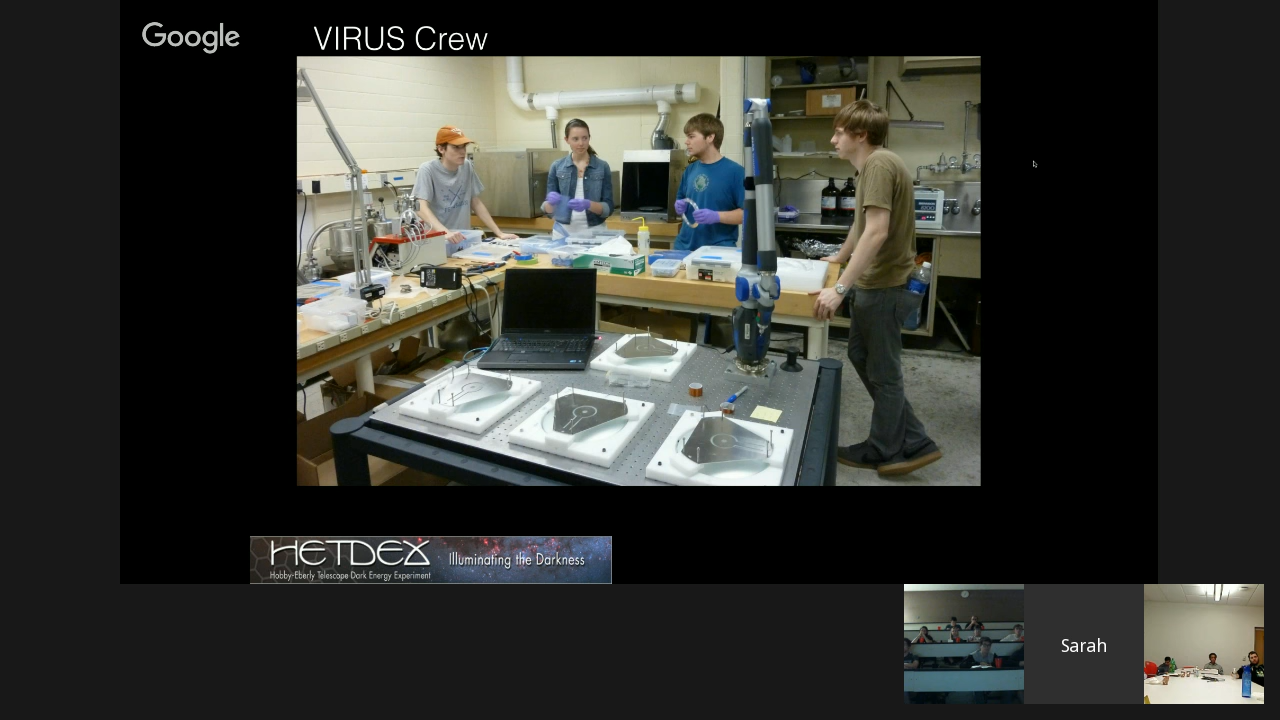 Google
VIRUS Crew
HETDEX
Illuminating the Darkness
Hobby-Eberly Telescope Dark Energy Experiment
Sarah